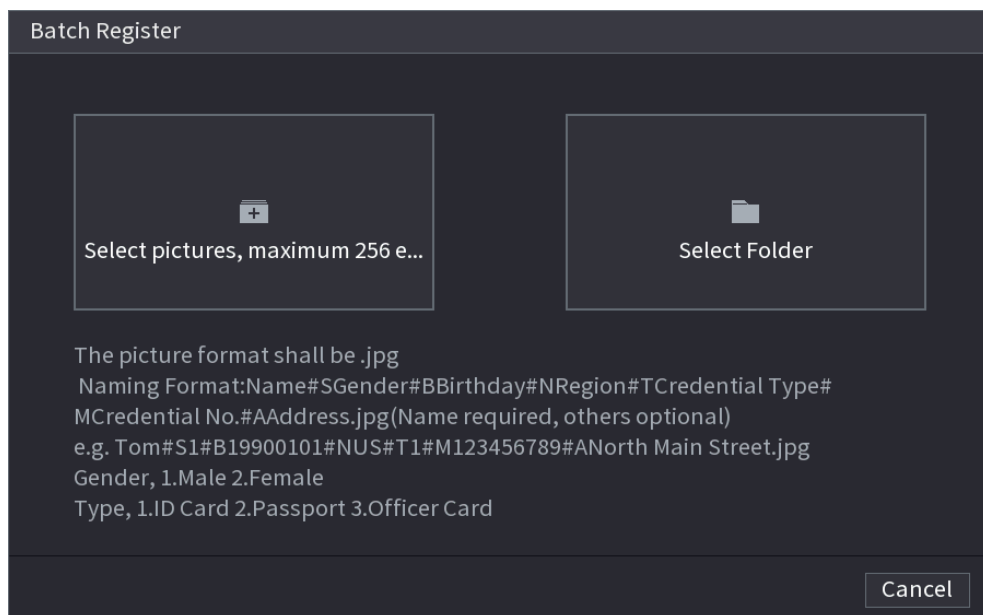 Batch Register
Select pictures, maximum 256 e...
Select Folder
The picture format shall be .jpg
Naming Format:Name#SGender#BBirthday#NRegion#TCredential Type#
MCredential No.#AAddress.jpg(Name required, others optional)
e.g. Tom#S1#B19900101#NUS#T1#M123456789#ANorth Main Street.jpg
Gender, 1.Male 2.Female
Type, 1.ID Card 2.Passport 3.Officer Card
Cancel